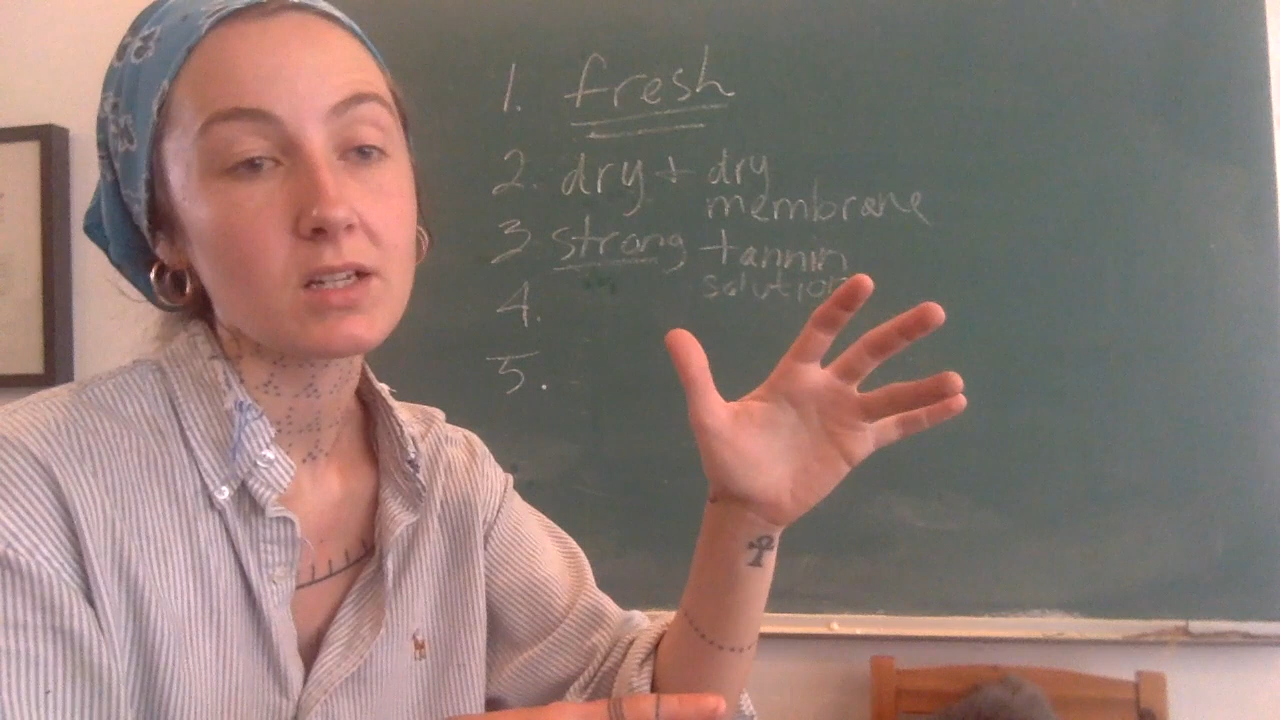 1. fresh
2. dry + dry
membrane
3 strong tannin
solution
4.
5.